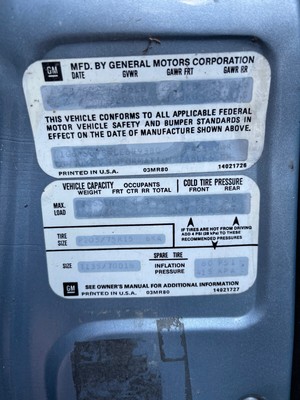 GM
MFD. BY GENERAL MOTORS CORPORATION
DATE GVWR GAWR FRT GAWR RR
THIS VEHICLE CONFORMS TO ALL APPLICABLE FEDERAL
MOTOR VEHICLE SAFETY AND BUMPER STANDARDS IN
EFFECT ON THE DATE OF MANUFACTURE SHOWN ABOVE.
PRINTED IN U.S.A. 03MR80 14021726
VEHICLE CAPACITY OCCUPANTS COLD TIRE PRESSURE
WEIGHT FRT CTR RR TOTAL FRONT REAR
MAX.
LOAD
IF TIRES ARE HOT FROM DRIVING
ADD 4 PSI (28 kPa) TO THESE
RECOMMENDED PRESSURES
TIRE
SIZE
SPARE TIRE
SIZE INFLATION
PRESSURE
GM
SEE OWNER'S MANUAL FOR ADDITIONAL INFORMATION
PRINTED IN U.S.A. 03MR80 14021727